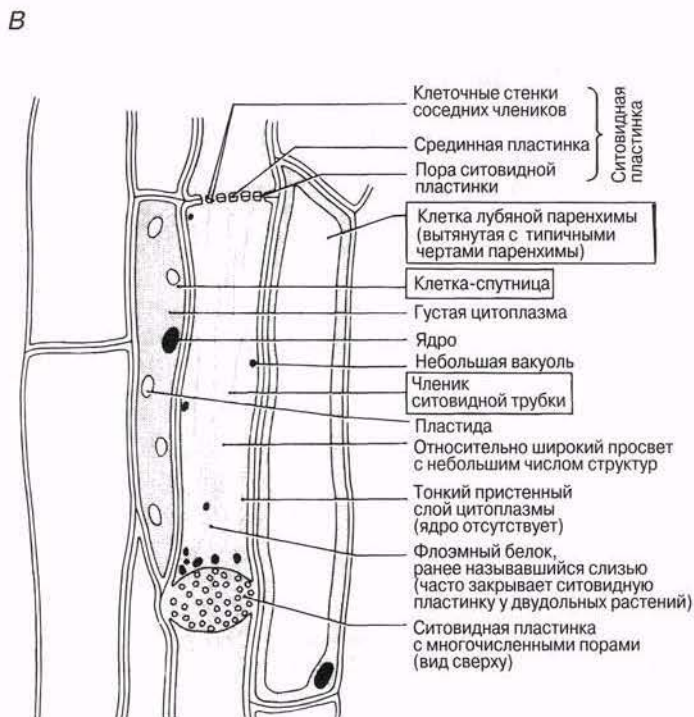 В
Клеточные стенки
соседних члеников
Срединная пластинка
Пора ситовидной
пластинки
Ситовидная
пластинка
Клетка лубяной паренхимы
(вытянутая с типичными
чертами паренхимы)
Клетка-спутница
Густая цитоплазма
Ядро
Небольшая вакуоль
Членик
ситовидной трубки
Пластида
Относительно широкий просвет
с небольшим числом структур
Тонкий пристенный
слой цитоплазмы
(ядро отсутствует)
Флоэмный белок,
ранее называвшийся слизью
(часто закрывает ситовидную
пластинку у двудольных растений)
Ситовидная пластинка
с многочисленными порами
(вид сверху)